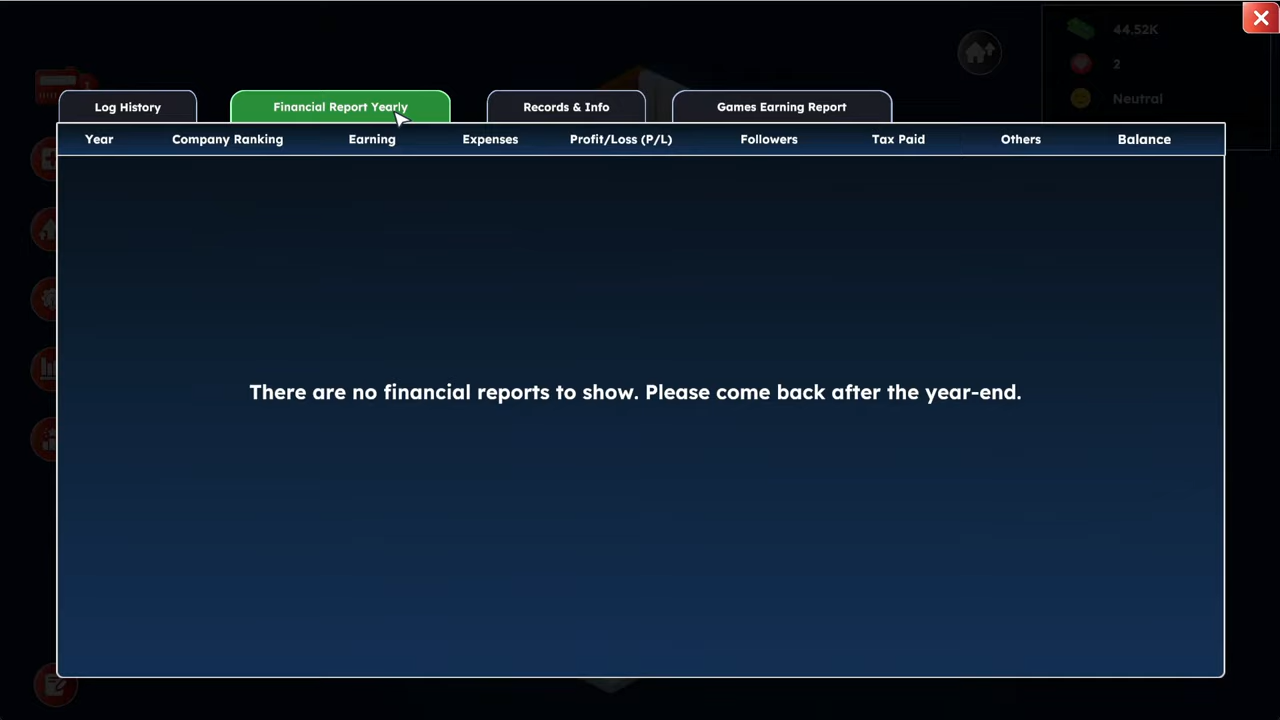 44.52K
2
Neutral
Log History
Financial Report Yearly
Records & Info
Games Earning Report
Year
Company Ranking
Earning
Expenses
Profit/Loss (P/L)
Followers
Tax Paid
Others
Balance
There are no financial reports to show. Please come back after the year-end.